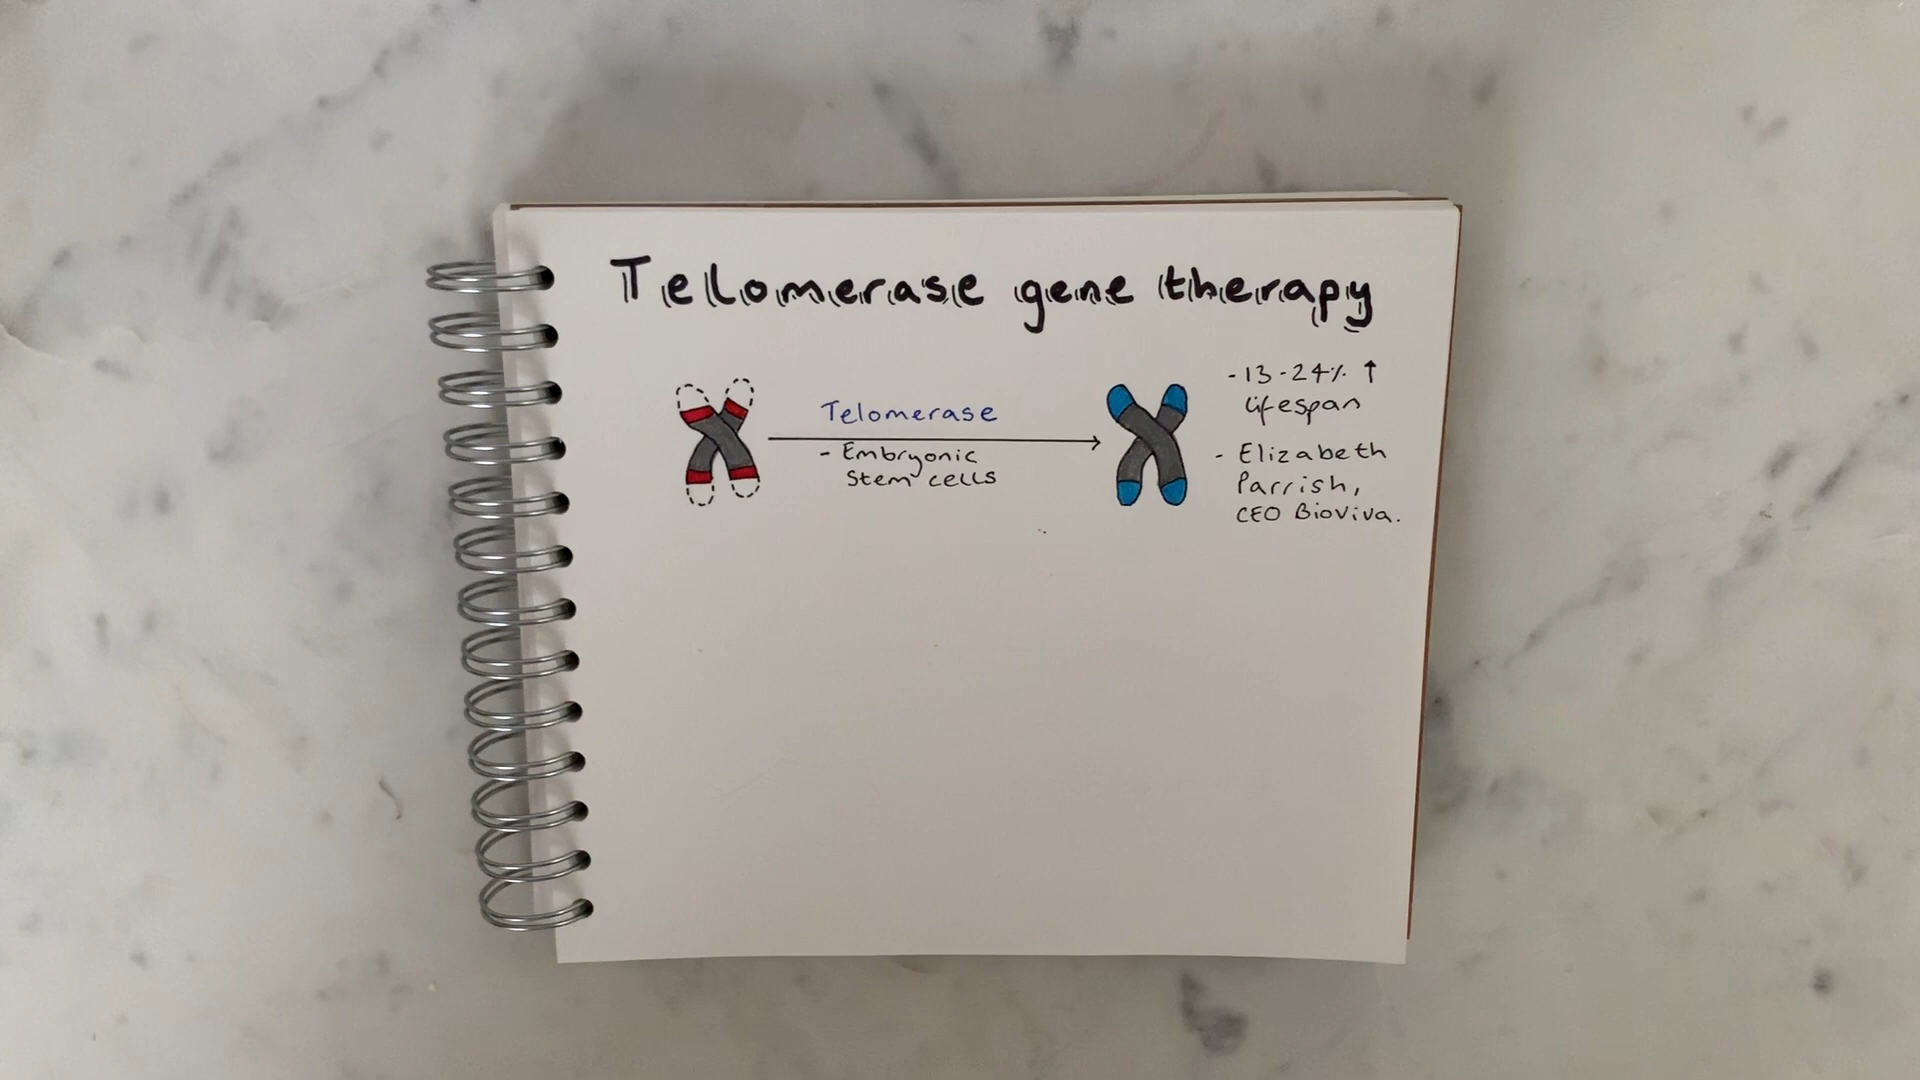 Telomerase gene therapy
Telomerase
- Embryonic
Stem cells
- 13-24% ↑
lifespan
- Elizabeth
Parrish,
CEO Bioviva.